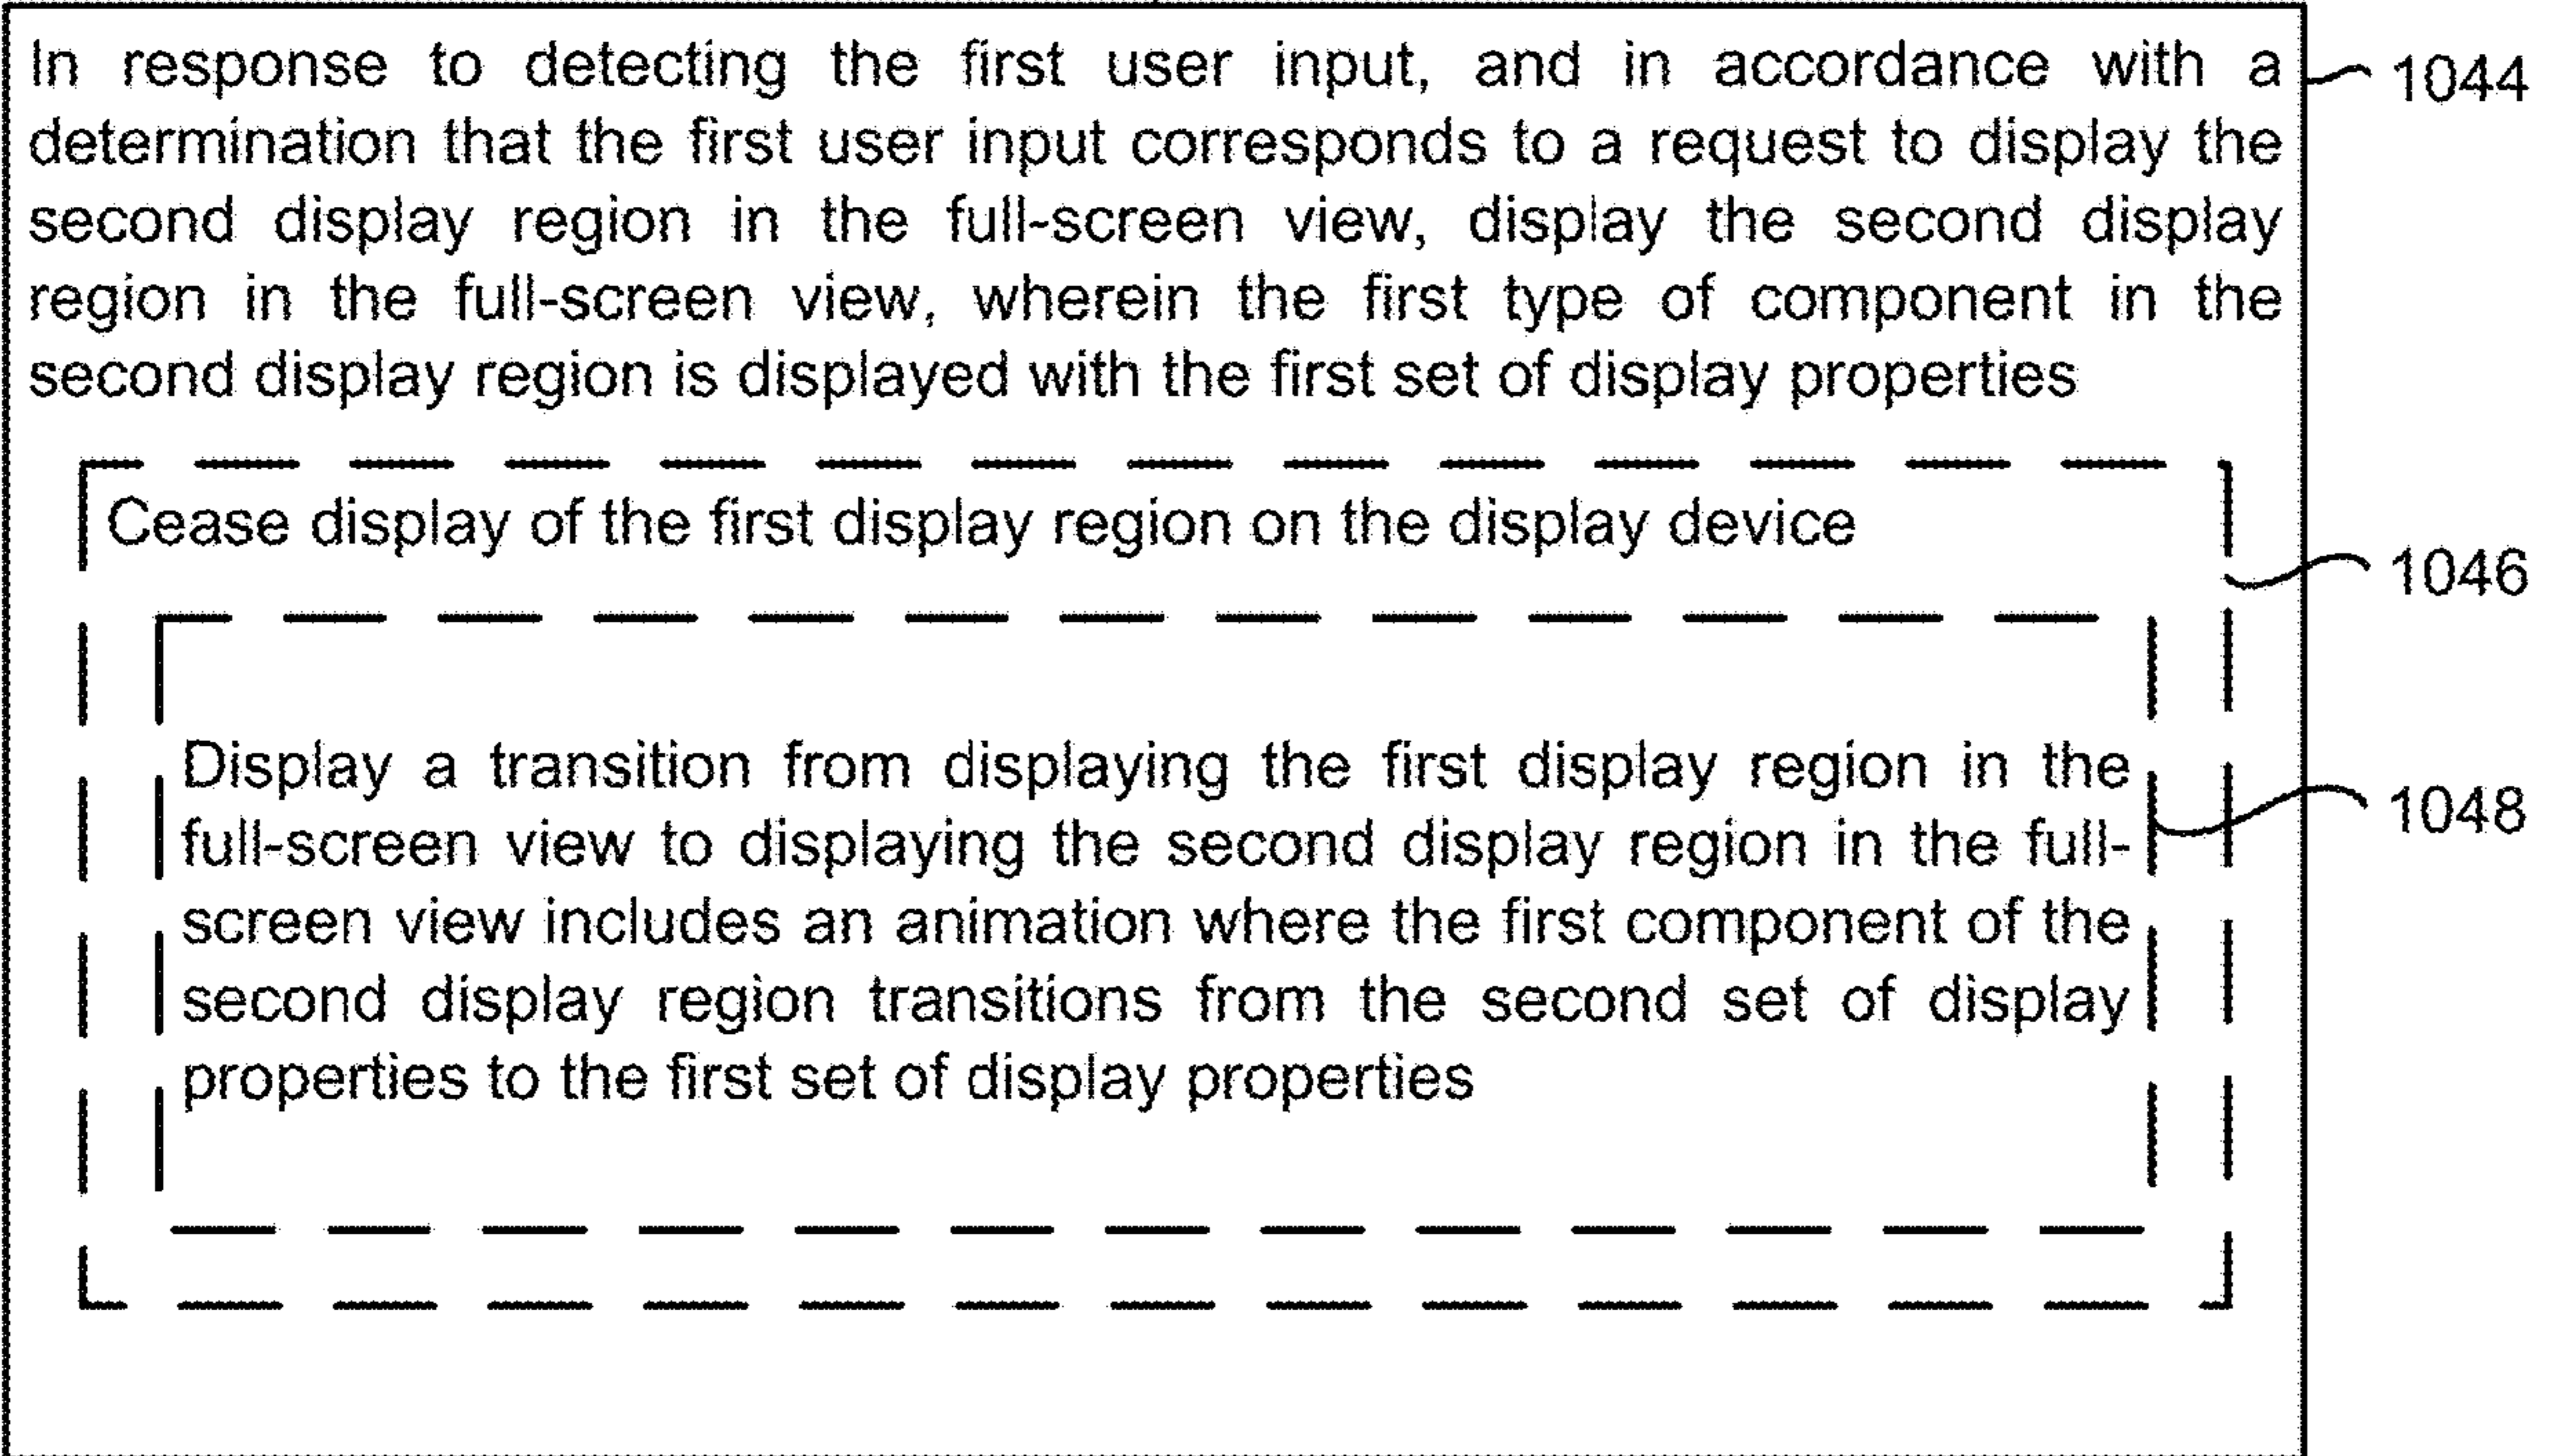 In response to detecting the first user input, and in accordance with a
1044
determination that the first user input corresponds to a request to display the
second display region in the full-screen view, display the second display
region in the full-screen view, wherein the first type of component in the
second display region is displayed with the first set of display properties
Cease display of the first display region on the display device
1046
Display a transition from displaying the first display region in the
1048
full-screen view to displaying the second display region in the full-
screen view includes an animation where the first component of the
second display region transitions from the second set of display
properties to the first set of display properties